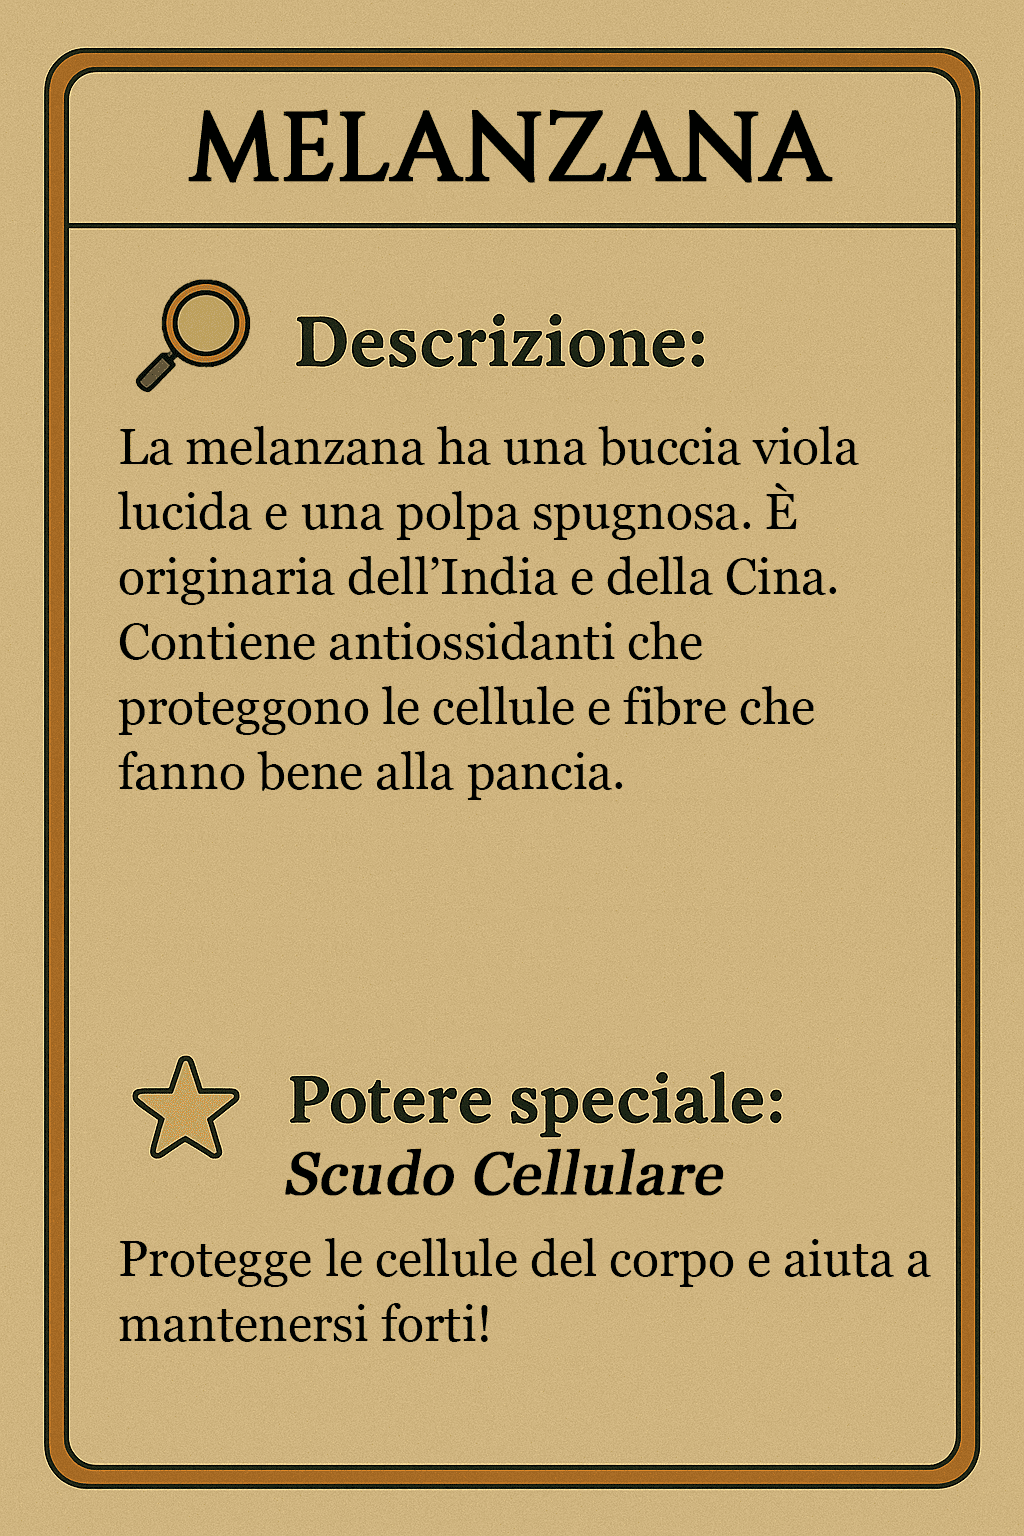 MELANZANA
Descrizione:
La melanzana ha una buccia viola
lucida e una polpa spugnosa. È
originaria dell’India e della Cina.
Contiene antiossidanti che
proteggono le cellule e fibre che
fanno bene alla pancia.
Potere speciale:
Scudo Cellulare
Protegge le cellule del corpo e aiuta a
mantenersi forti!